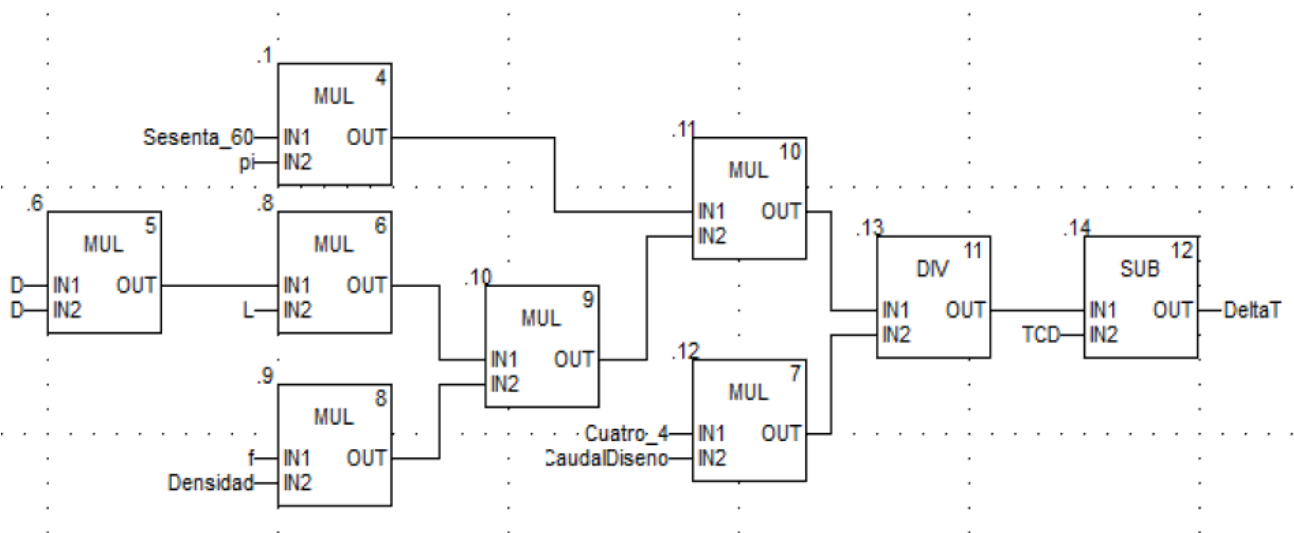 .1
4
MUL
Sesenta_60 IN1 OUT
pi IN2
.11
10
MUL
IN1 OUT
IN2
.6
5
MUL
D IN1 OUT
D IN2
.8
6
MUL
IN1 OUT
L IN2
.10
9
MUL
IN1 OUT
IN2
.13
11
DIV
IN1 OUT
IN2
.14
12
SUB
IN1 OUT DeltaT
TCD IN2
.9
8
MUL
f IN1 OUT
Densidad IN2
.12
7
MUL
Cuatro_4 IN1 OUT
CaudalDiseno IN2